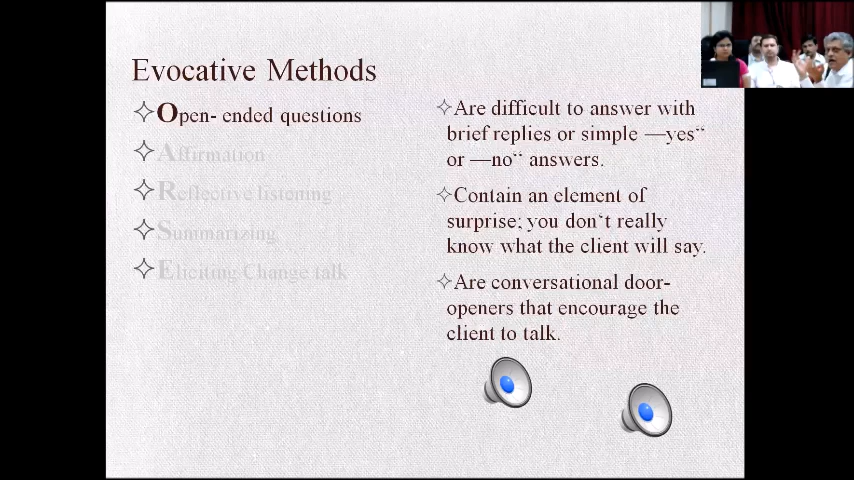 Evocative Methods
Open- ended questions
Affirmation
Reflective listening
Summarizing
Eliciting Change talk
Are difficult to answer with
brief replies or simple —yes“
or —no“ answers.
Contain an element of
surprise; you don‘t really
know what the client will say.
Are conversational door-
openers that encourage the
client to talk.